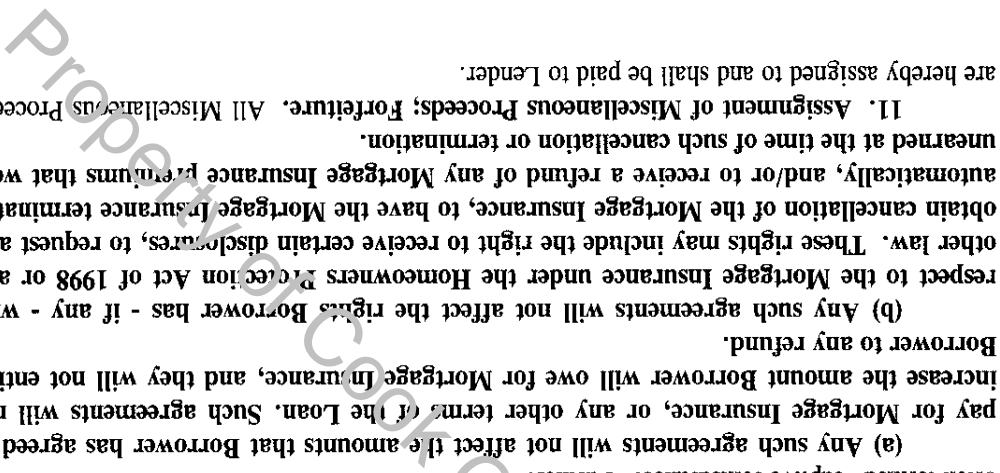 (a) Any such agreements will not affect the amounts that Borrower has agreed
pay for Mortgage Insurance, or any other terms of the Loan. Such agreements will
increase the amount Borrower will owe for Mortgage Insurance, and they will not
Borrower to any refund.
(b) Any such agreements will not affect the rights Borrower has - if any -
respect to the Mortgage Insurance under the Homeowners Protection Act of 1998 or
other law. These rights may include the right to receive certain disclosures, to request
obtain cancellation of the Mortgage Insurance, to have the Mortgage Insurance
automatically, and/or to receive a refund of any Mortgage Insurance premiums that
unearned at the time of such cancellation or termination.
11. Assignment of Miscellaneous Proceeds; Forfeiture. All Miscellaneous
are hereby assigned and shall be paid to Lender.
Property of Cook